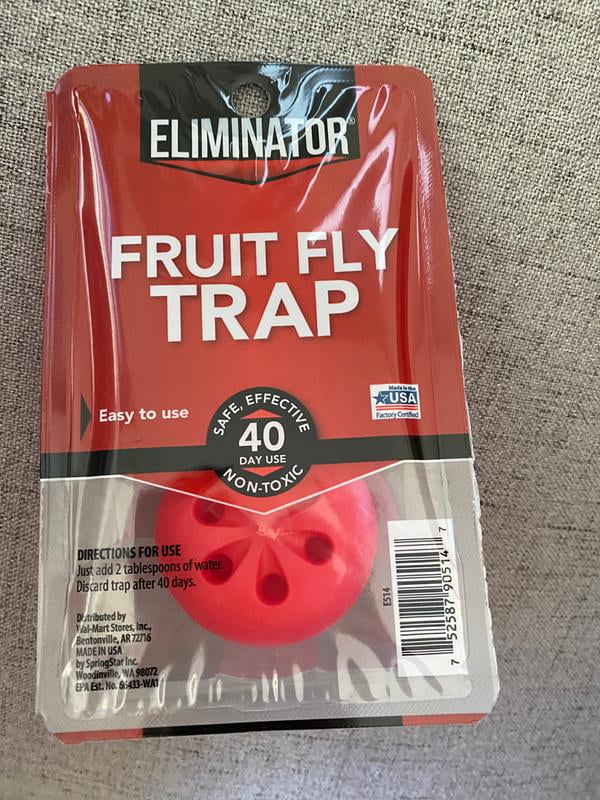 ELIMINATOR®
FRUIT FLY
TRAP
Easy to use
SAFE, EFFECTIVE
40
DAY USE
NON-TOXIC
Made in the
USA
Factory Certified
DIRECTIONS FOR USE
Just add 2 tablespoons of water.
Discard trap after 40 days.
Distributed by
Wal-Mart Stores, Inc.,
Bentonville, AR 72716
MADE IN USA
by SpringStar Inc.
Woodinville, WA 98072
EPA Est. No. 66433-WA1
E514
7 52587 90514 7